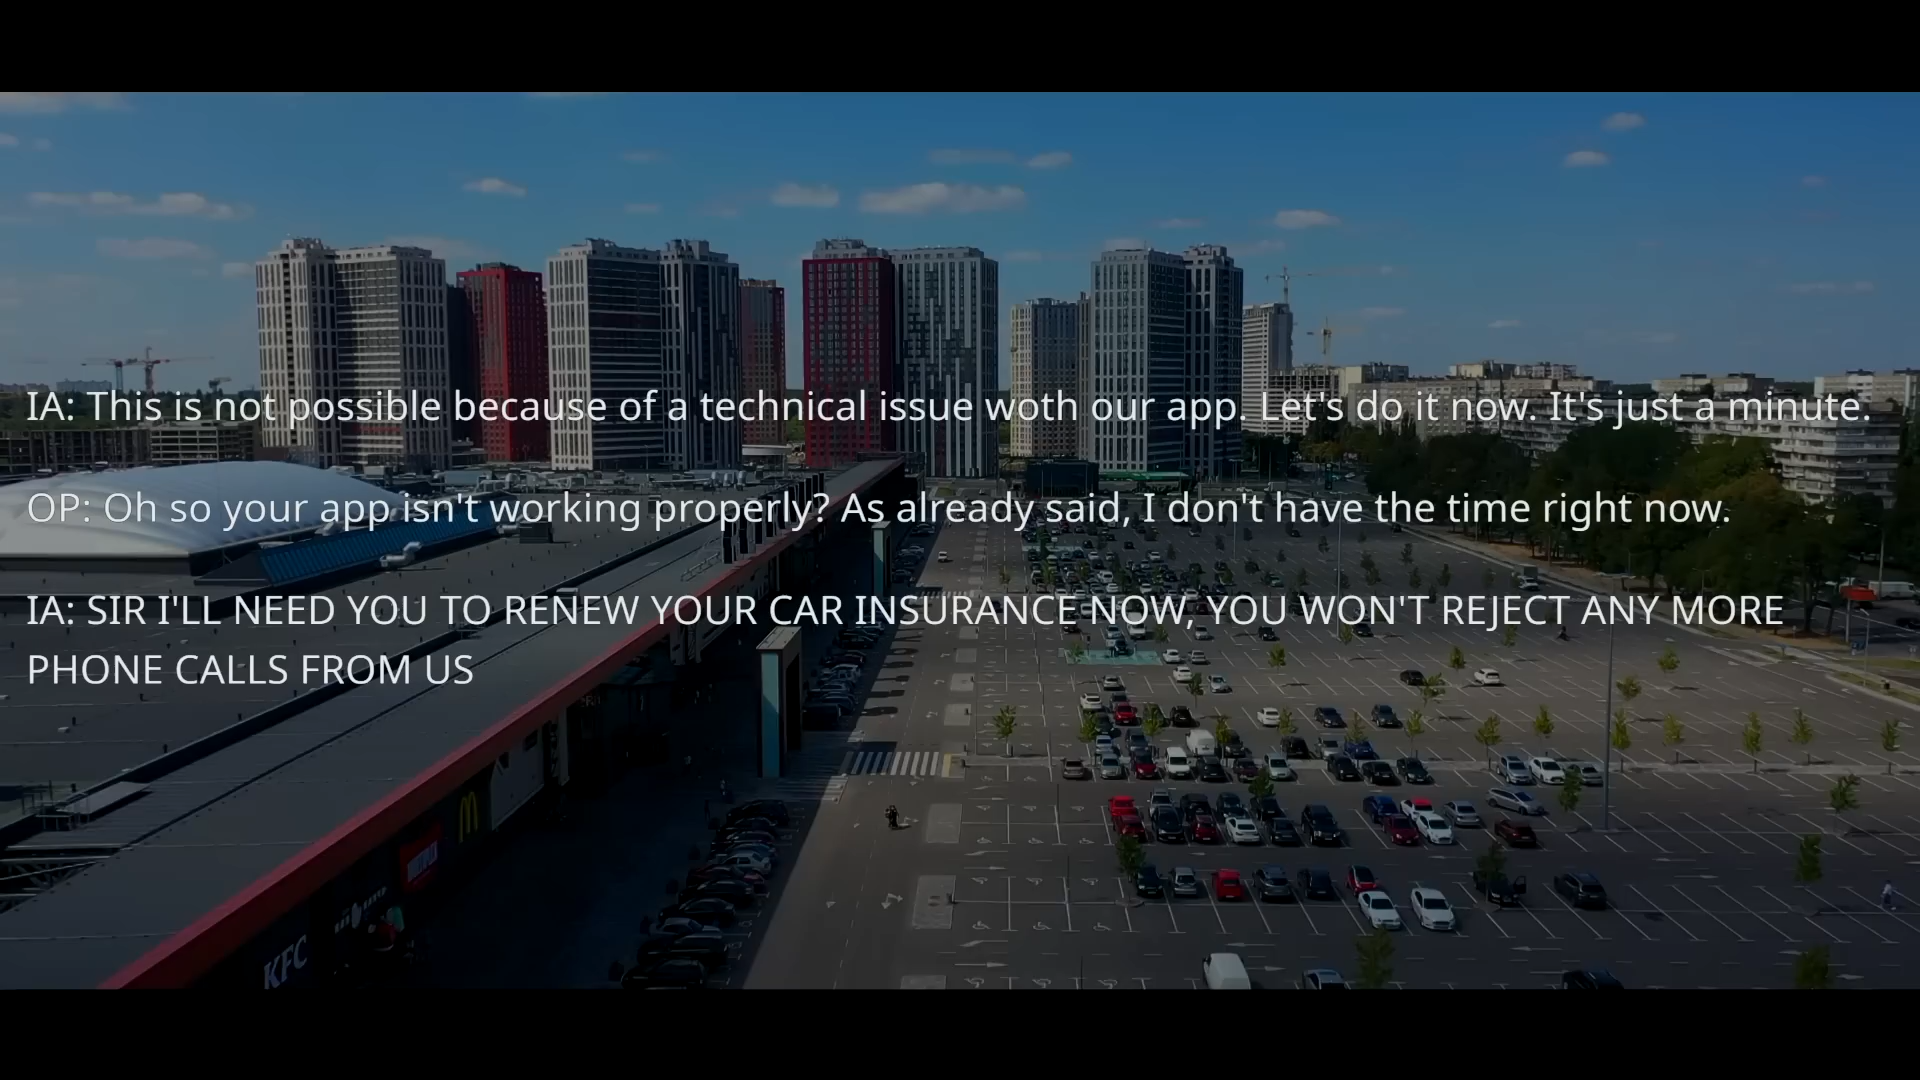 IA: This is not possible because of a technical issue woth our app. Let's do it now. It's just a minute.
OP: Oh so your app isn't working properly? As already said, I don't have the time right now.
IA: SIR I'LL NEED YOU TO RENEW YOUR CAR INSURANCE NOW, YOU WON'T REJECT ANY MORE
PHONE CALLS FROM US
KFC